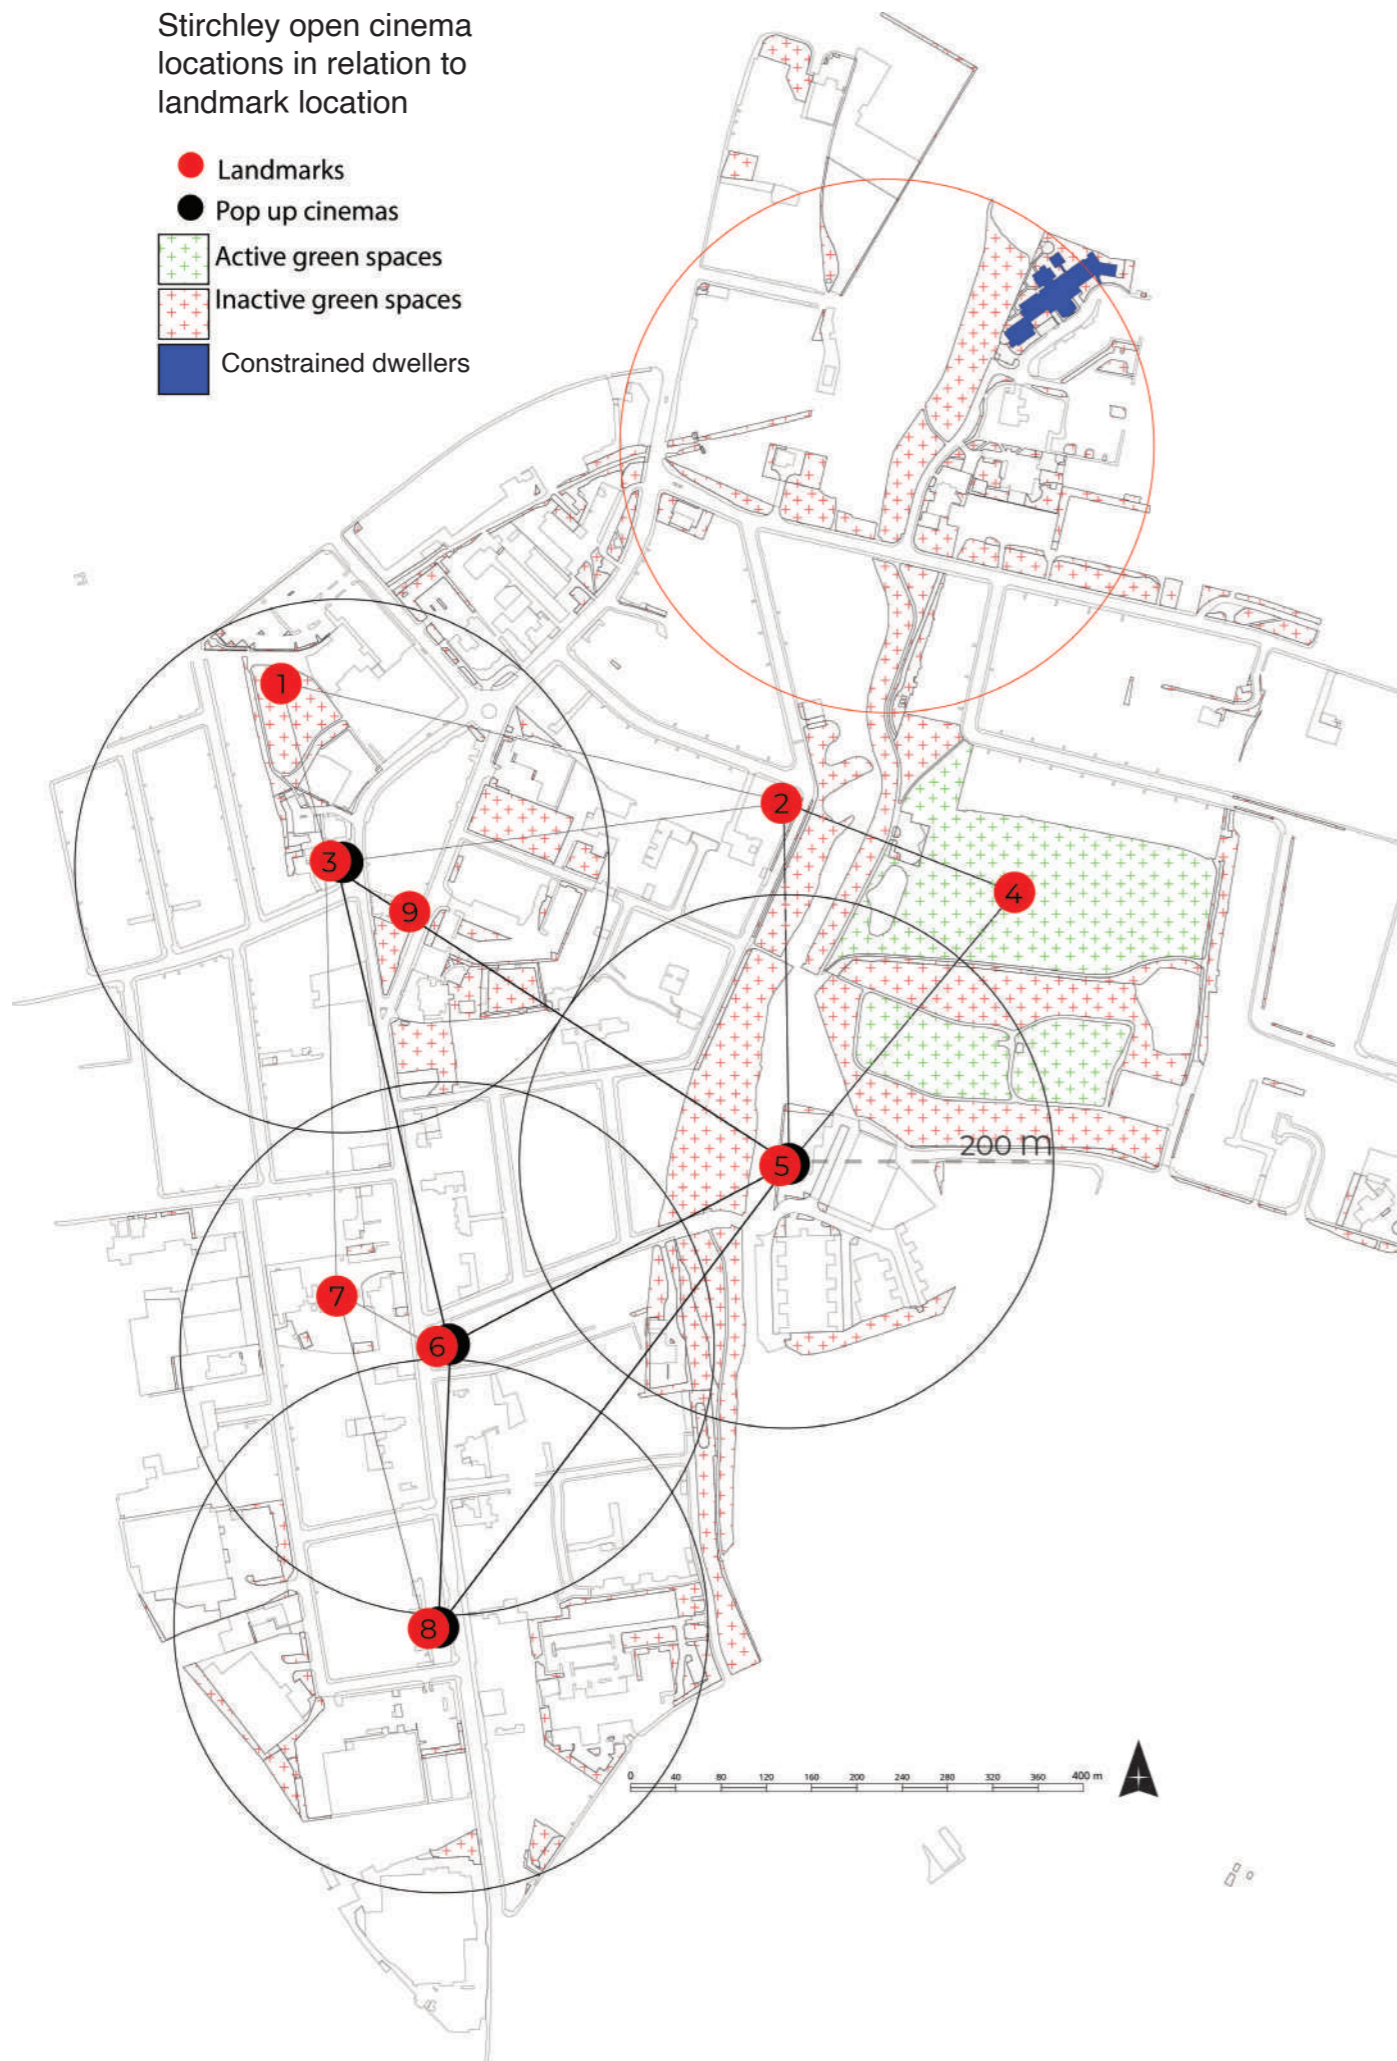 Stirchley open cinema
locations in relation to
landmark location
Landmarks
Pop up cinemas
Active green spaces
Inactive green spaces
Constrained dwellers
1
2
3
4
9
200 m
5
7
6
8
0 40 80 120 160 200 240 280 320 360 400 m